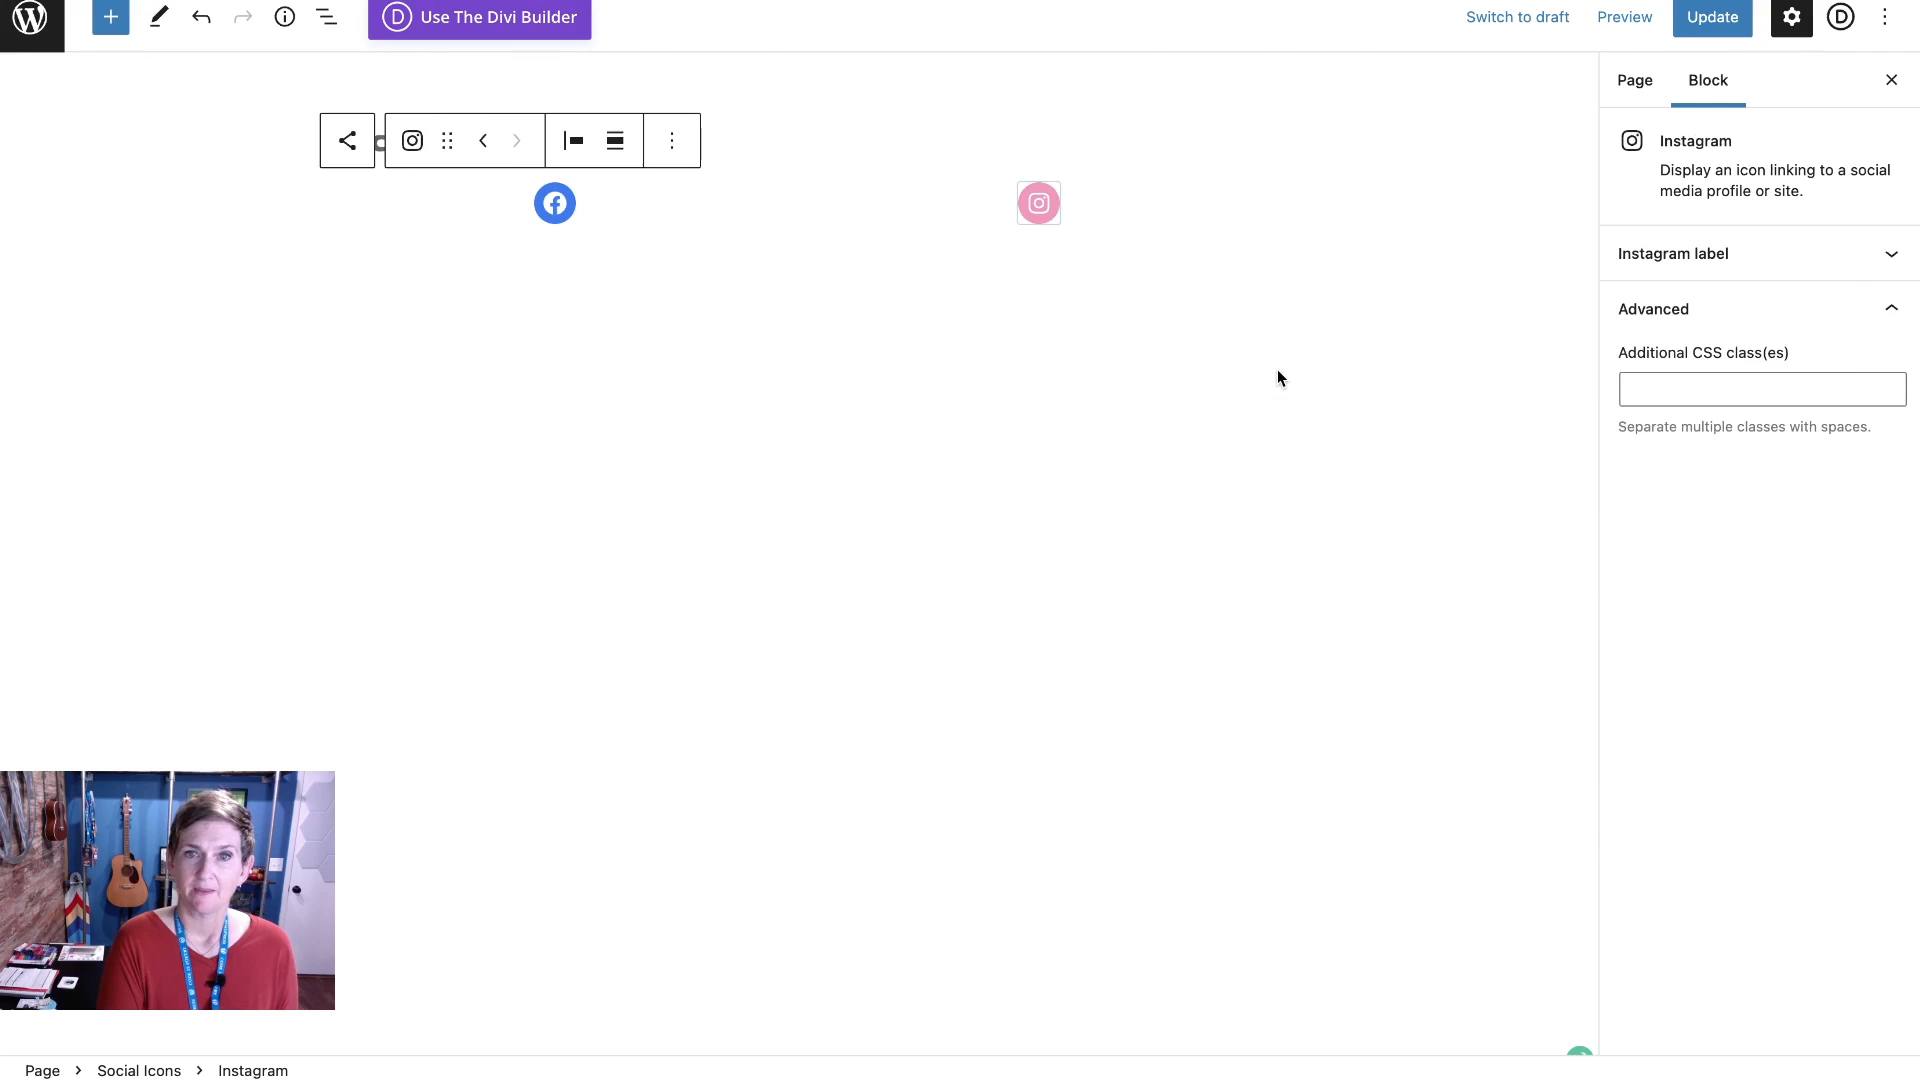 Use The Divi Builder
Switch to draft
Preview
Update
Page
Block
Instagram
Display an icon linking to a social
media profile or site.
Instagram label
Advanced
Additional CSS class(es)
Separate multiple classes with spaces.
Page
Social Icons
Instagram